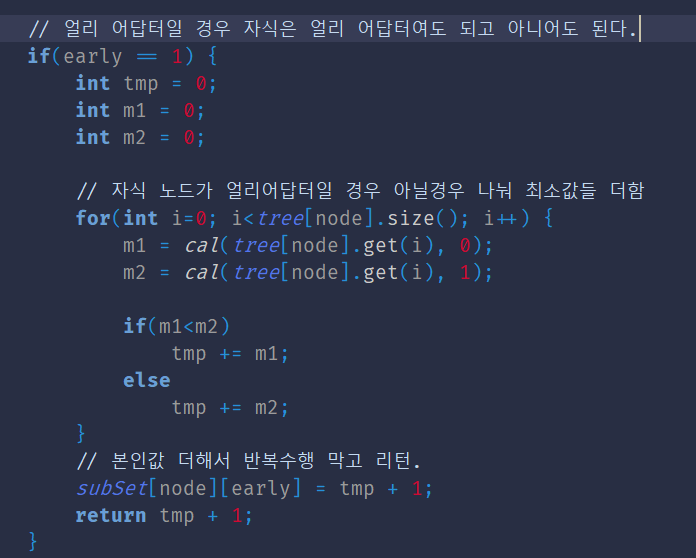 // 얼리 어답터일 경우 자식은 얼리 어답터여도 되고 아니어도 된다.
if(early == 1) {
    int tmp = 0;
    int m1 = 0;
    int m2 = 0;

    // 자식 노드가 얼리어답터일 경우 아닐경우 나눠 최소값들 더함
    for(int i=0; i<tree[node].size(); i++) {
        m1 = cal(tree[node].get(i), 0);
        m2 = cal(tree[node].get(i), 1);

        if(m1<m2)
            tmp += m1;
        else
            tmp += m2;
    }
    // 본인값 더해서 반복수행 막고 리턴.
    subSet[node][early] = tmp + 1;
    return tmp + 1;
}